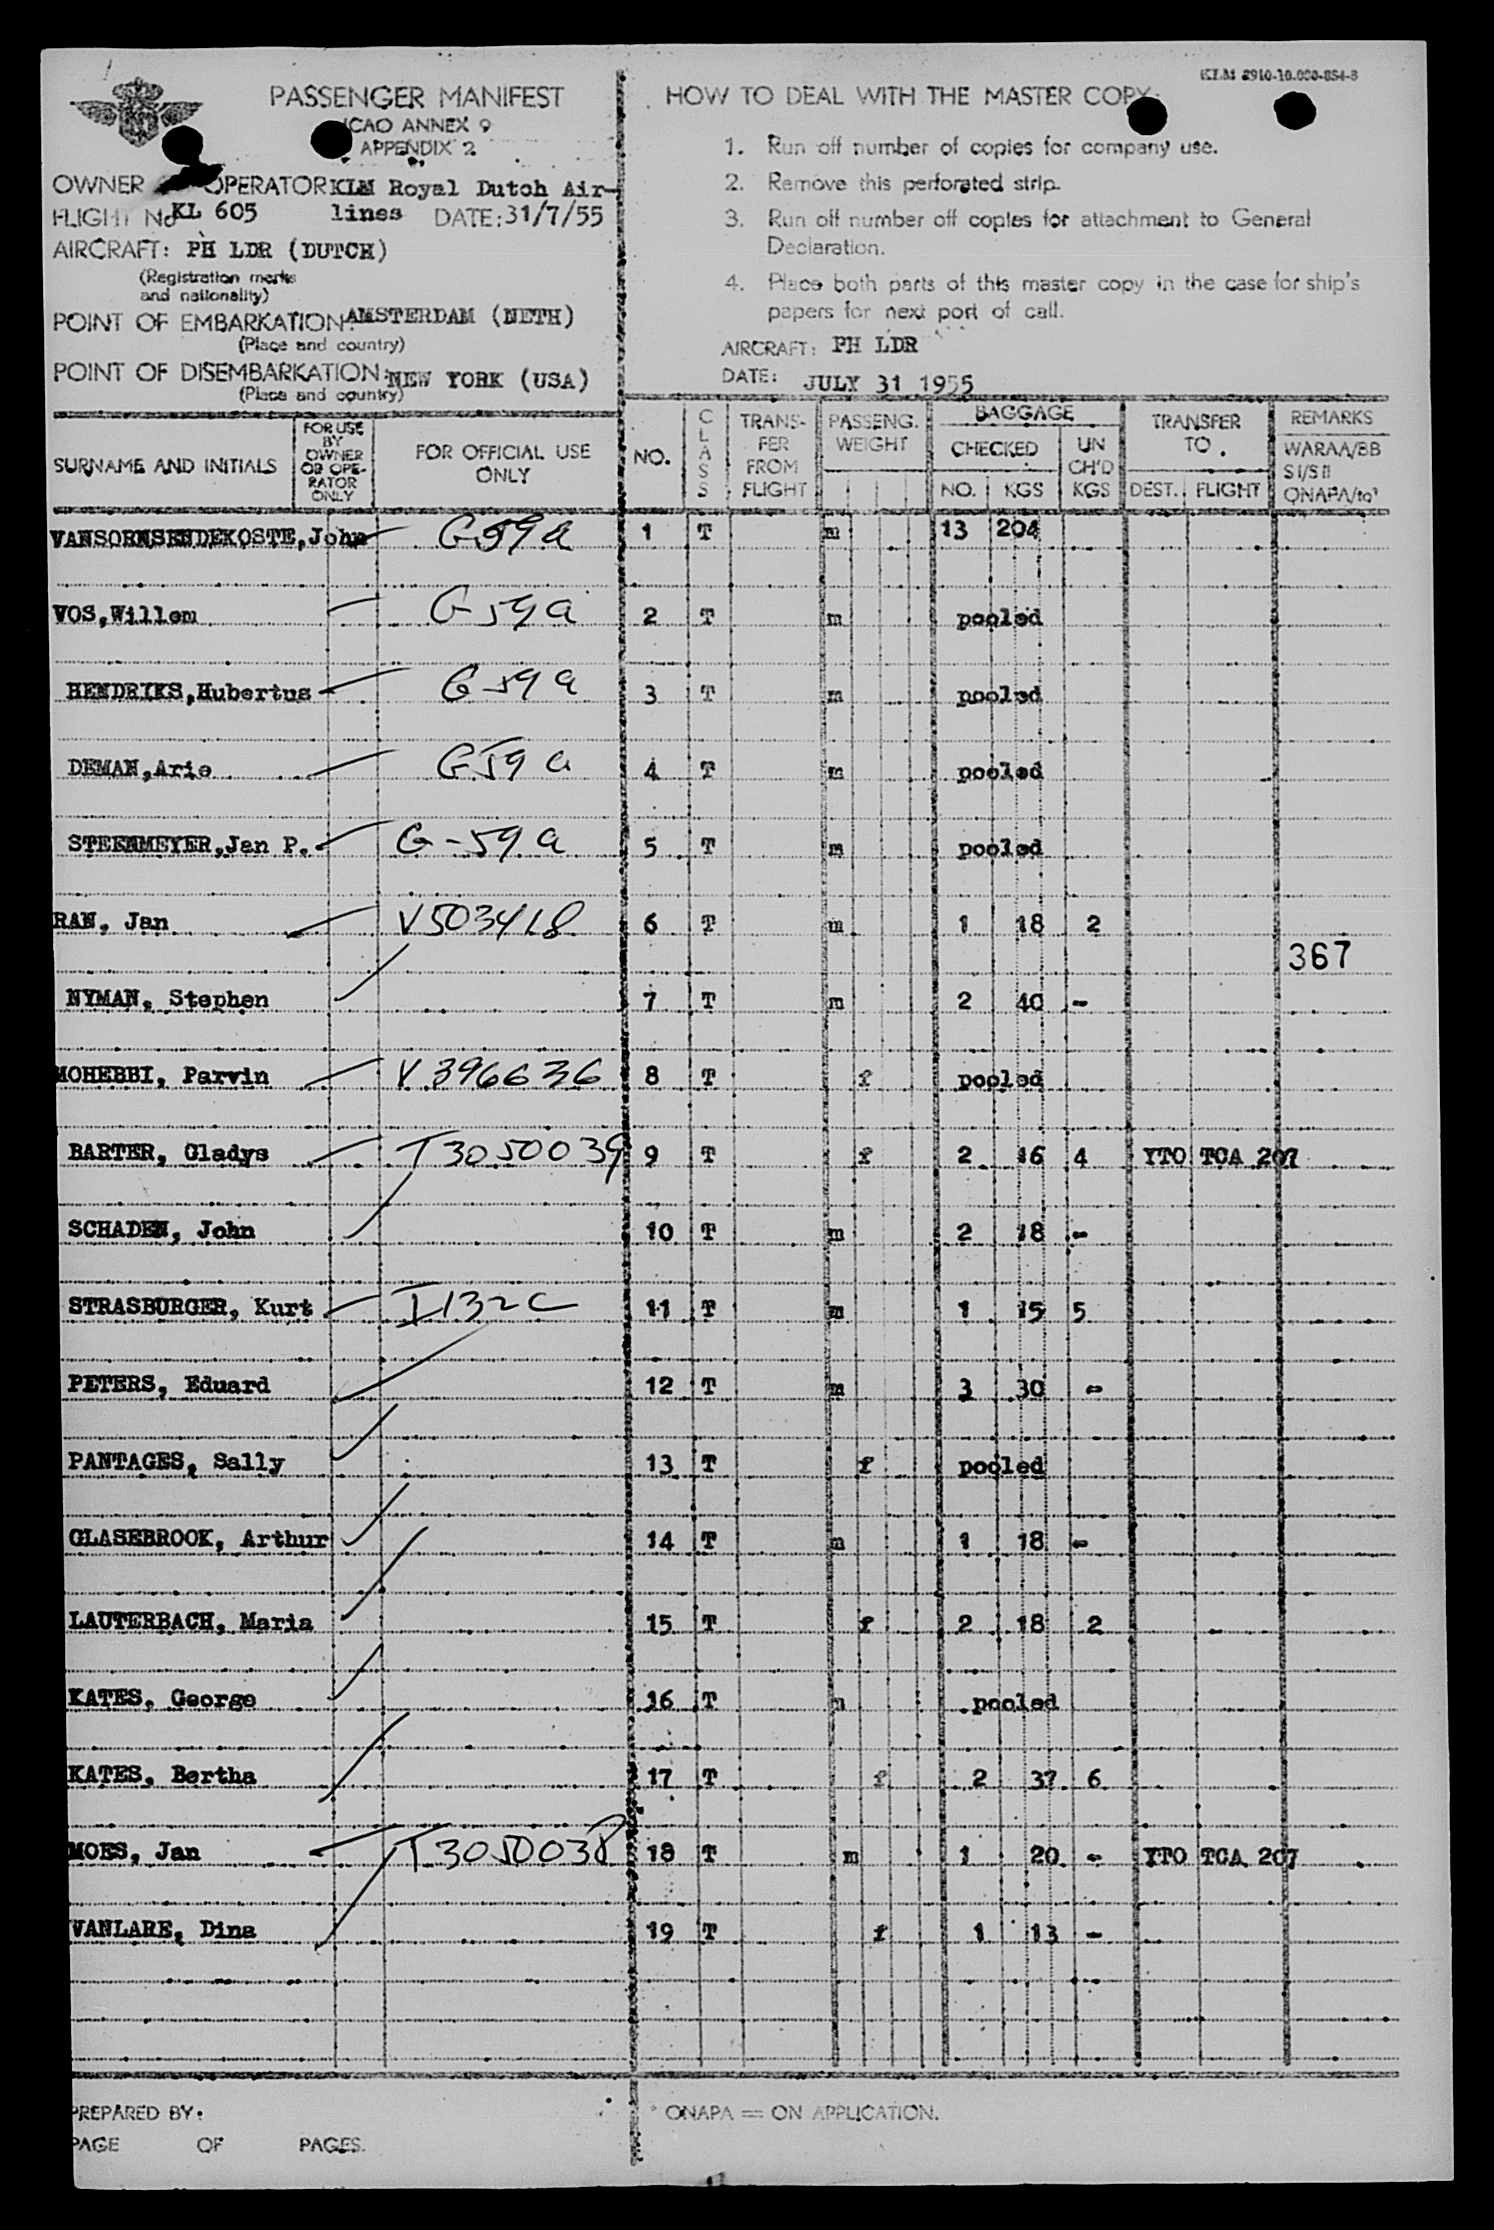 KLM 2910-10.000-854-8
PASSENGER MANIFEST
ICAO ANNEX 9
APPENDIX 2
OWNER OPERATOR KLM Royal Dutch Air-
FLIGHT No KL 605 lines DATE: 31/7/55
AIRCRAFT: PH LDR (DUTCH)
(Registration marks
and nationality)
POINT OF EMBARKATION: AMSTERDAM (NETH)
(Place and country)
POINT OF DISEMBARKATION: NEW YORK (USA)
(Place and country)
HOW TO DEAL WITH THE MASTER COPY:
1. Run off number of copies for company use.
2. Remove this perforated strip.
3. Run off number off copies for attachment to General
Declaration.
4. Place both parts of this master copy in the case for ship's
papers for next port of call.
AIRCRAFT: PH LDR
DATE: JULY 31 1955
SURNAME AND INITIALS
FOR USE
BY
OWNER
OR OPE-
RATOR
ONLY
FOR OFFICIAL USE
ONLY
NO.
CLASS
TRANS-
FER
FROM
FLIGHT
PASSENG.
WEIGHT
BAGGAGE
CHECKED
NO. KGS
UN
CH'D
KGS
TRANSFER
TO.
DEST. FLIGHT
REMARKS
WARAA/BB
SI/SII
ONAPA/to'
VANSORNSENDEKOSTE,John G59a 1 T m 13 204
VOS,Willem G-59a 2 T m pooled
HENDRIKS,Hubertus G-59a 3 T m pooled
DEMAN,Arie G59a 4 T m pooled
STEENMEYER,Jan P. G-59a 5 T m pooled
RAN, Jan V503418 6 T m 1 18 2
367
NYMAN, Stephen 7 T m 2 40 -
MOHEBBI, Parvin V396636 8 T f pooled
BARTER, Gladys T3050039 9 T f 2 16 4 YTO TCA 207
SCHADEN, John 10 T m 2 18 -
STRASBURGER, Kurt I132C 11 T m 1 15 5
PETERS, Eduard 12 T m 3 30 -
PANTAGES, Sally 13 T f pooled
GLASEBROOK, Arthur 14 T m 1 18 -
LAUTERBACH, Maria 15 T f 2 18 2
KATES, George 16 T m pooled
KATES, Bertha 17 T f 2 37 6
MOES, Jan T3050038 18 T m 1 20 - YTO TCA 207
VANLARE, Dina 19 T f 1 13 -
PREPARED BY:
PAGE OF PAGES.
ONAPA = ON APPLICATION.